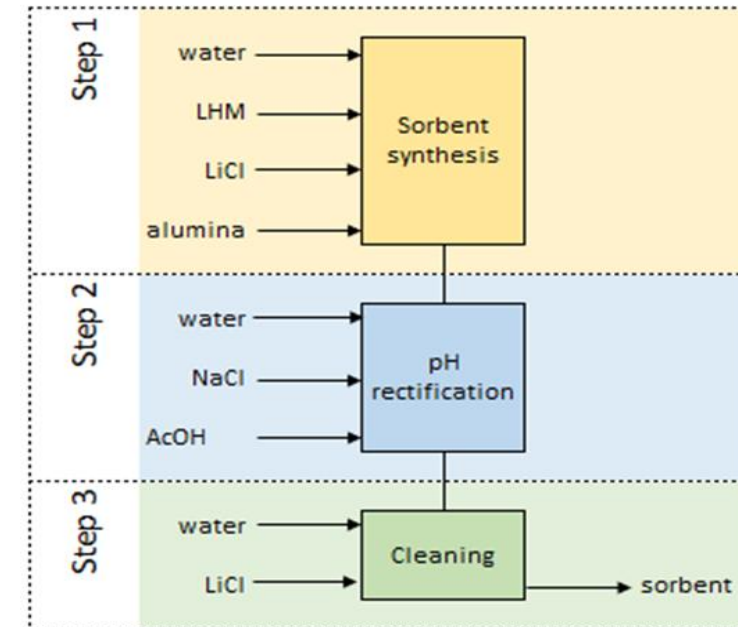 Step 1
water
LHM
LiCl
alumina
Sorbent
synthesis
Step 2
water
NaCl
AcOH
pH
rectification
Step 3
water
LiCl
Cleaning
sorbent